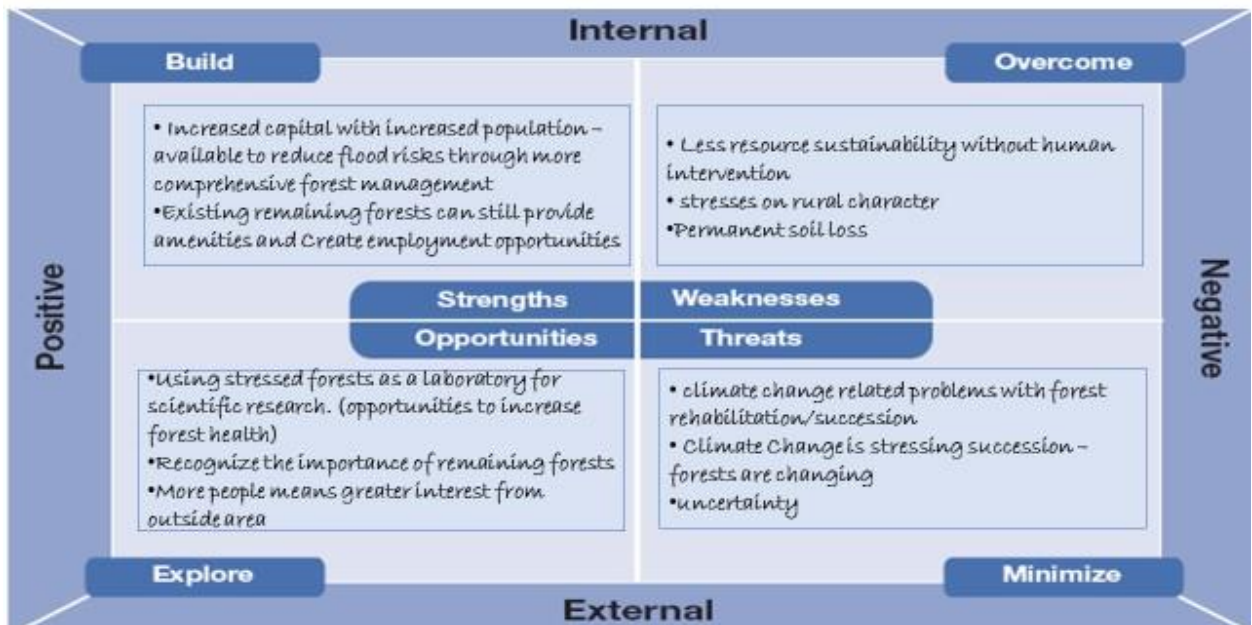 Internal
Build
Overcome
• Increased capital with increased population –
available to reduce flood risks through more
comprehensive forest management
•Existing remaining forests can still provide
amenities and Create employment opportunities
• Less resource sustainability without human
intervention
• stresses on rural character
•Permanent soil loss
Positive
Negative
Strengths
Weaknesses
Opportunities
Threats
•Using stressed forests as a laboratory for
scientific research. (opportunities to increase
forest health)
•Recognize the importance of remaining forests
•More people means greater interest from
outside area
• climate change related problems with forest
rehabilitation/succession
• Climate Change is stressing succession –
forests are changing
•uncertainty
Explore
Minimize
External